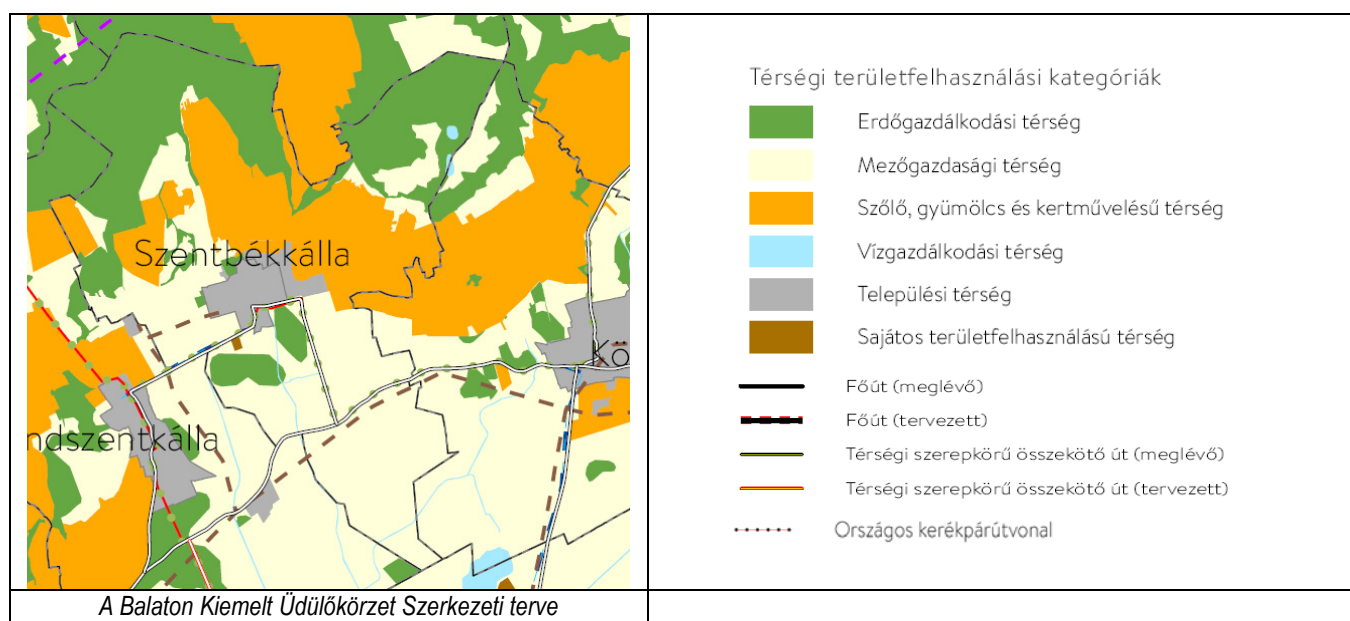 Szentbékkálla
Kö
ndszentkálla
A Balaton Kiemelt Üdülőkörzet Szerkezeti terve
Térségi területfelhasználási kategóriák
Erdőgazdálkodási térség
Mezőgazdasági térség
Szőlő, gyümölcs és kertművelésű térség
Vízgazdálkodási térség
Települési térség
Sajátos területfelhasználású térség
Főút (meglévő)
Főút (tervezett)
Térségi szerepkörű összekötő út (meglévő)
Térségi szerepkörű összekötő út (tervezett)
Országos kerékpárútvonal